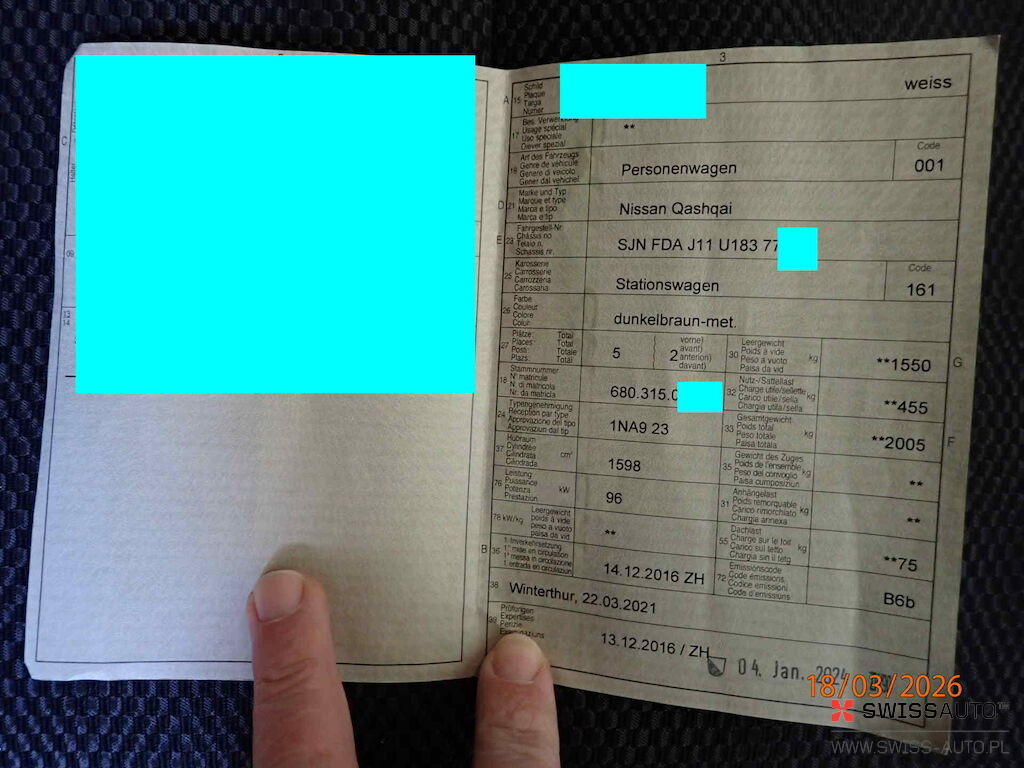 3
A
15
Schild
Plaque
Targa
Numer
weiss
17
Bes. Verwendung
Usage spécial
Uso speciale
Diever spezial
**
18
Art des Fahrzeugs
Genre de véhicule
Genere di veicolo
Gener dal vehichel
Personenwagen
Code
001
D
21
Marke und Typ
Marque et type
Marca e tipo
Marca e tip
Nissan Qashqai
E
23
Fahrgestell-Nr
Châssis no
Telaio n.
Schassis nr.
SJN FDA J11 U183 77
25
Karosserie
Carrosserie
Carrozzeria
Carossaria
Stationswagen
Code
161
26
Farbe
Couleur
Colore
Colur
dunkelbraun-met.
27
Plätze: Total
Places: Total
Posti: Totale
Plazs: Total
5
2
vorne)
avant)
anteriori)
davant)
30
Leergewicht
Poids à vide
Peso a vuoto
Paisa da vid
kg
**1550
G
18
Stammnummer
N° matricule
N. di matricola
Nr. da matricla
680.315.0
32
Nutz-/Sattellast
Charge utile/sellette
Carico utile/sella
Chargia utila/sella
kg
**455
24
Typengenehmigung
Réception par type
Approvazione del tipo
Approvaziun dal tip
1NA9 23
33
Gesamtgewicht
Poids total
Peso totale
Paisa totala
kg
**2005
F
37
Hubraum
Cylindrée
Cilindrata
Cilindrada
cm³
1598
35
Gewicht des Zuges
Poids de l'ensemble
Peso del convoglio
Paisa cumposiziun
kg
**
76
Leistung
Puissance
Potenza
Prestaziun
kW
96
31
Anhängelast
Poids remorquable
Carico rimorchiato
Chargia annexa
kg
**
78 kW/kg
Leergewicht
poids à vide
peso a vuoto
paisa da vid
**
55
Dachlast
Charge sur le toit
Carico sul tetto
Chargia sin il tetg
kg
**75
B
36
1. Inverkehrsetzung
1re mise en circulation
1a messa in circolazione
1. entrada en circulaziun
14.12.2016 ZH
72
Emissionscode
Code émissions
Codice emissioni
Code d'emissiuns
B6b
38
Winterthur, 22.03.2021
39
Prüfungen
Expertises
Perizie
13.12.2016 / ZH
04. Jan. 2024
18/03/2026
SWISSAUTO
WWW.SWISS-AUTO.PL
C
09
13
14